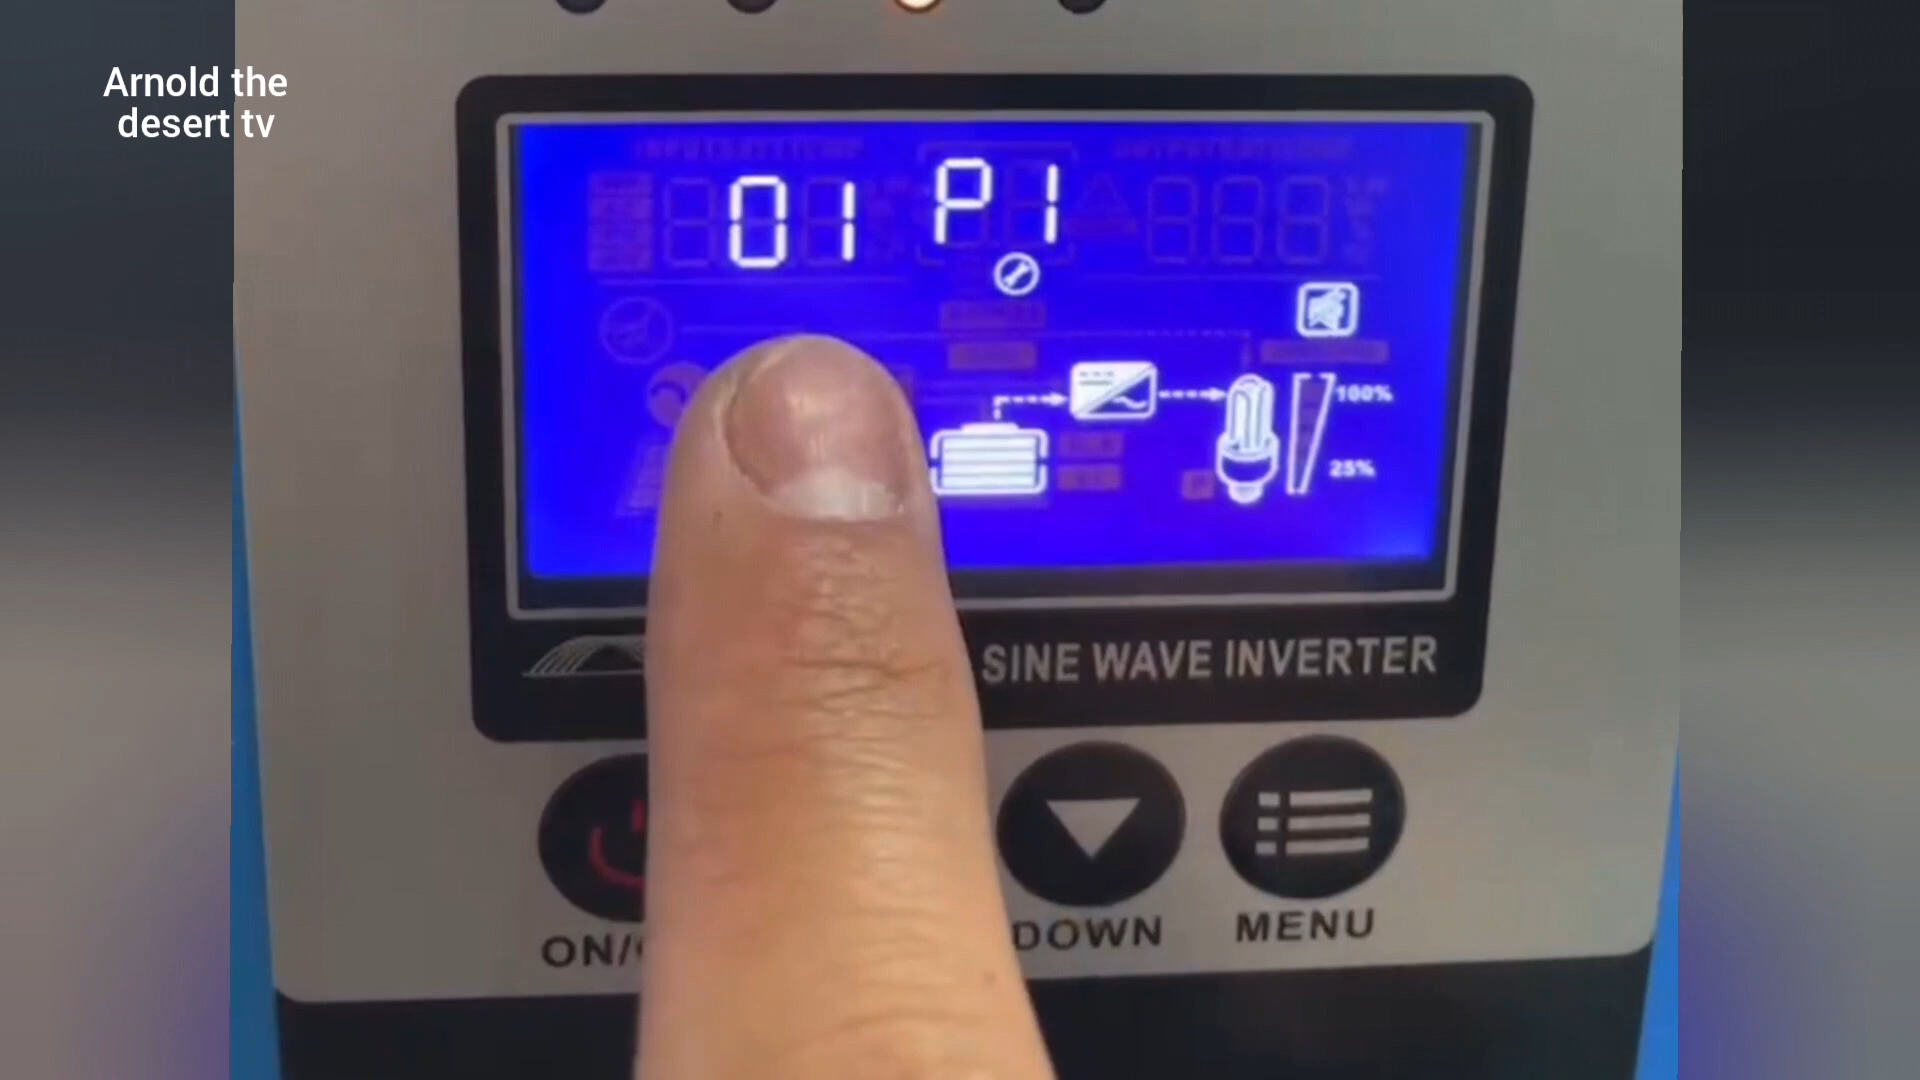 Arnold the
desert tv
01 P1
100%
25%
SINE WAVE INVERTER
DOWN
MENU